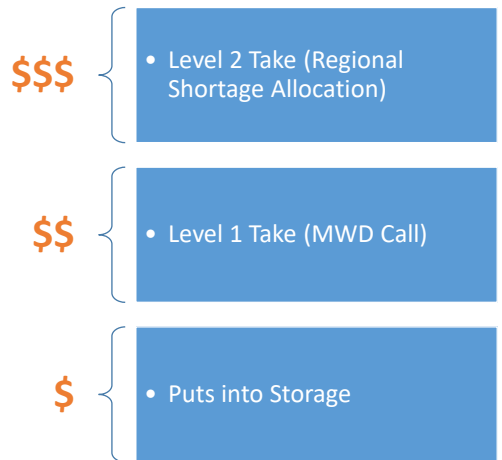 $$$
• Level 2 Take (Regional
Shortage Allocation)
$$
• Level 1 Take (MWD Call)
$
• Puts into Storage